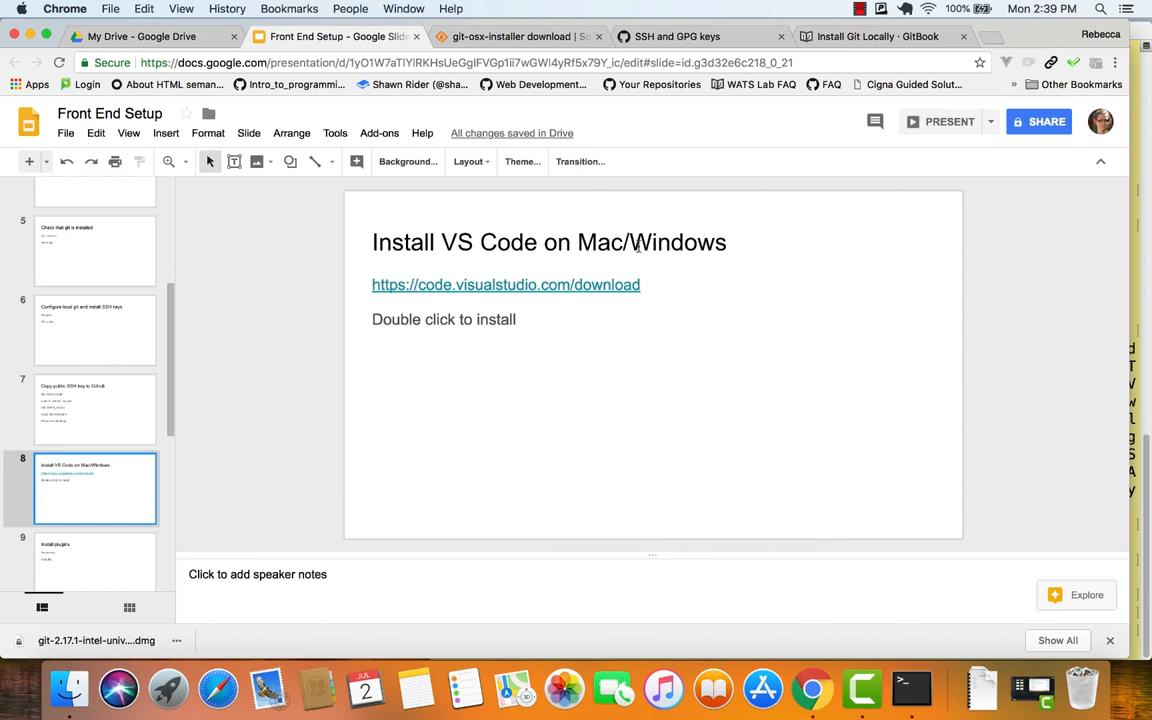 Chrome File Edit View History Bookmarks People Window Help 100% Mon 2:39 PM
My Drive - Google Drive
Front End Setup - Google Slide
git-osx-installer download | So
SSH and GPG keys
Install Git Locally · GitBook
Rebecca
Secure https://docs.google.com/presentation/d/1yO1W7aTlYlRKHsUeGgIFVGp1ii7wGWl4yRf5x79Y_ic/edit#slide=id.g3d32e6c218_0_21
Apps Login About HTML seman... Intro_to_programmi... Shawn Rider (@sha... Web Development... Your Repositories WATS Lab FAQ FAQ Cigna Guided Solut... » Other Bookmarks
Front End Setup
File Edit View Insert Format Slide Arrange Tools Add-ons Help All changes saved in Drive
PRESENT
SHARE
Background... Layout Theme... Transition...
5
Check that git is installed
6
Configure local git and install SSH keys
7
Copy public SSH key to Github
8
Install VS Code on Mac/Windows
9
Install plugins
Install VS Code on Mac/Windows
https://code.visualstudio.com/download
Double click to install
Click to add speaker notes
Explore
git-2.17.1-intel-univ....dmg
Show All
JUL
2